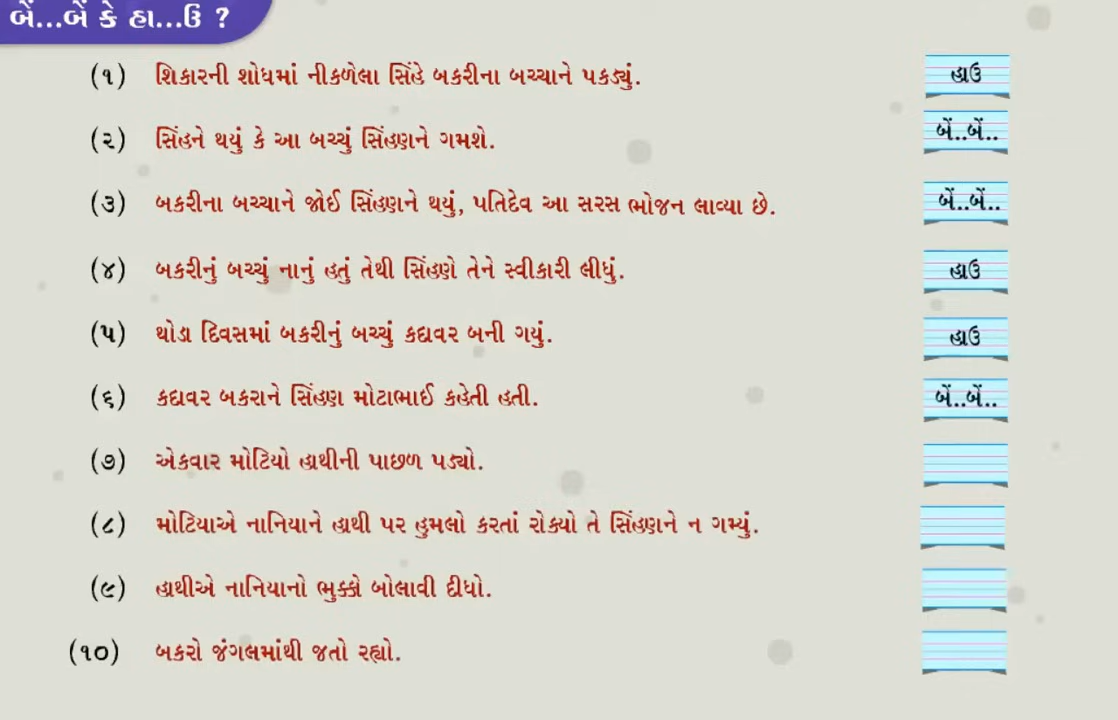 બેં...બેં કે હા...ઉ ?
(૧) શિકારની શોધમાં નીકળેલા સિંહે બકરીના બચ્ચાને પકડ્યું. હાઉ
(૨) સિંહને થયું કે આ બચ્ચું સિંહણને ગમશે. બેં..બેં..
(૩) બકરીના બચ્ચાને જોઈ સિંહણને થયું, પતિદેવ આ સરસ ભોજન લાવ્યા છે. બેં..બેં..
(૪) બકરીનું બચ્ચું નાનું હતું તેથી સિંહણે તેને સ્વીકારી લીધું. હાઉ
(૫) થોડા દિવસમાં બકરીનું બચ્ચું કદાવર બની ગયું. હાઉ
(૬) કદાવર બકરાને સિંહણ મોટાભાઈ કહેતી હતી. બેં..બેં..
(૭) એકવાર મોટિયો હાથીની પાછળ પડ્યો.
(૮) મોટિયાએ નાનિયાને હાથી પર હુમલો કરતાં રોક્યો તે સિંહણને ન ગમ્યું.
(૯) હાથીએ નાનિયાનો ભુક્કો બોલાવી દીધો.
(૧૦) બકરો જંગલમાંથી જતો રહ્યો.